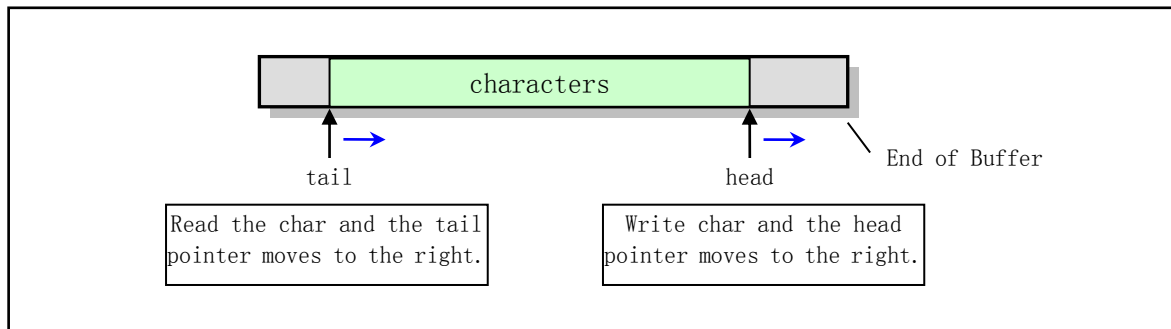 characters
End of Buffer
tail
head
Read the char and the tail
pointer moves to the right.
Write char and the head
pointer moves to the right.